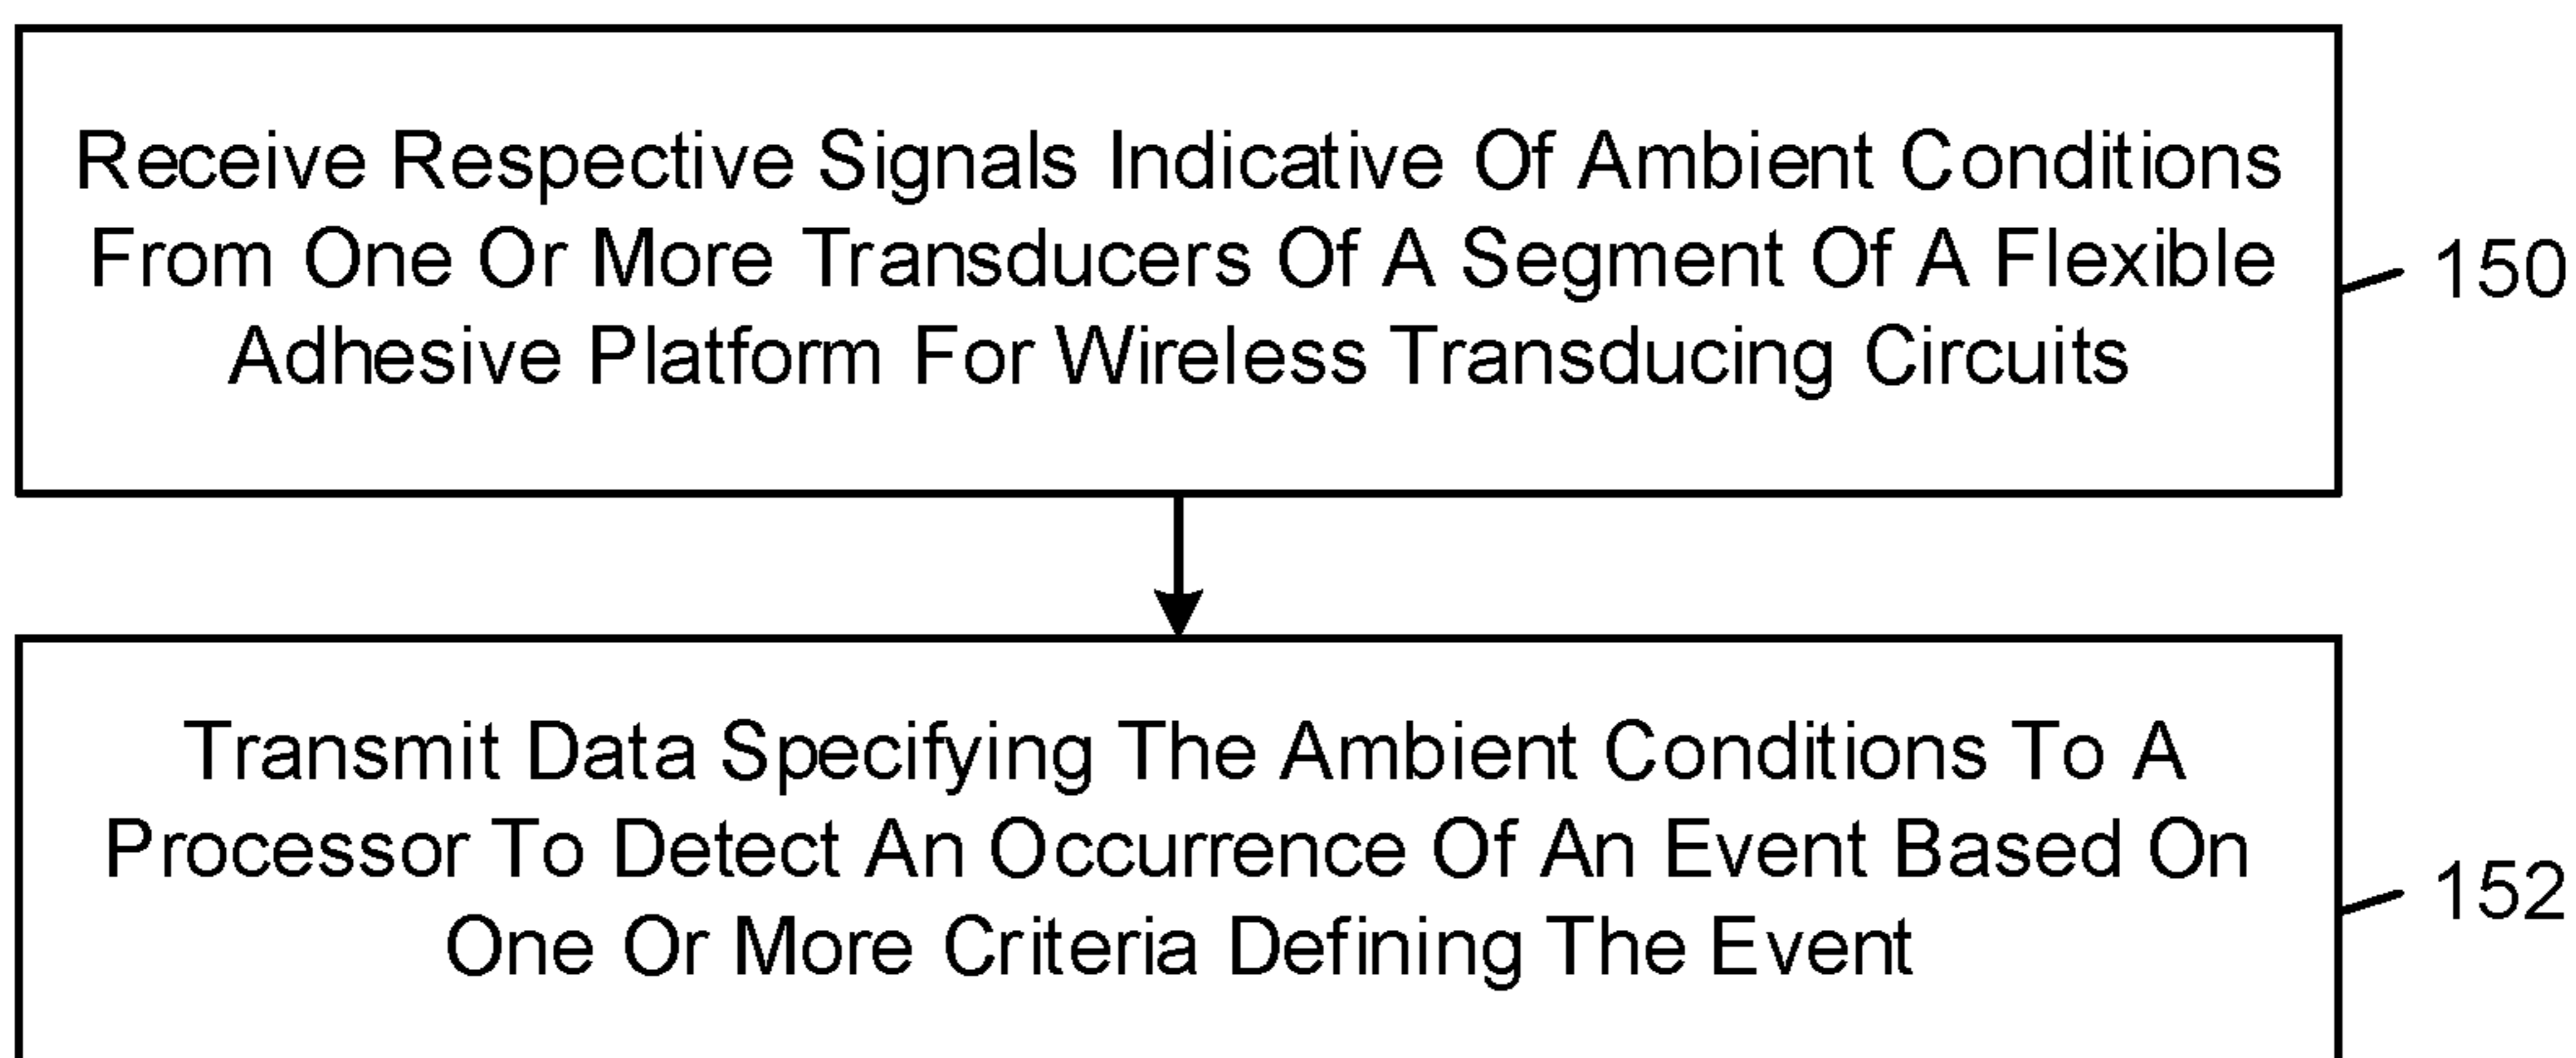 Receive Respective Signals Indicative Of Ambient Conditions
From One Or More Transducers Of A Segment Of A Flexible
Adhesive Platform For Wireless Transducing Circuits
150
Transmit Data Specifying The Ambient Conditions To A
Processor To Detect An Occurrence Of An Event Based On
One Or More Criteria Defining The Event
152